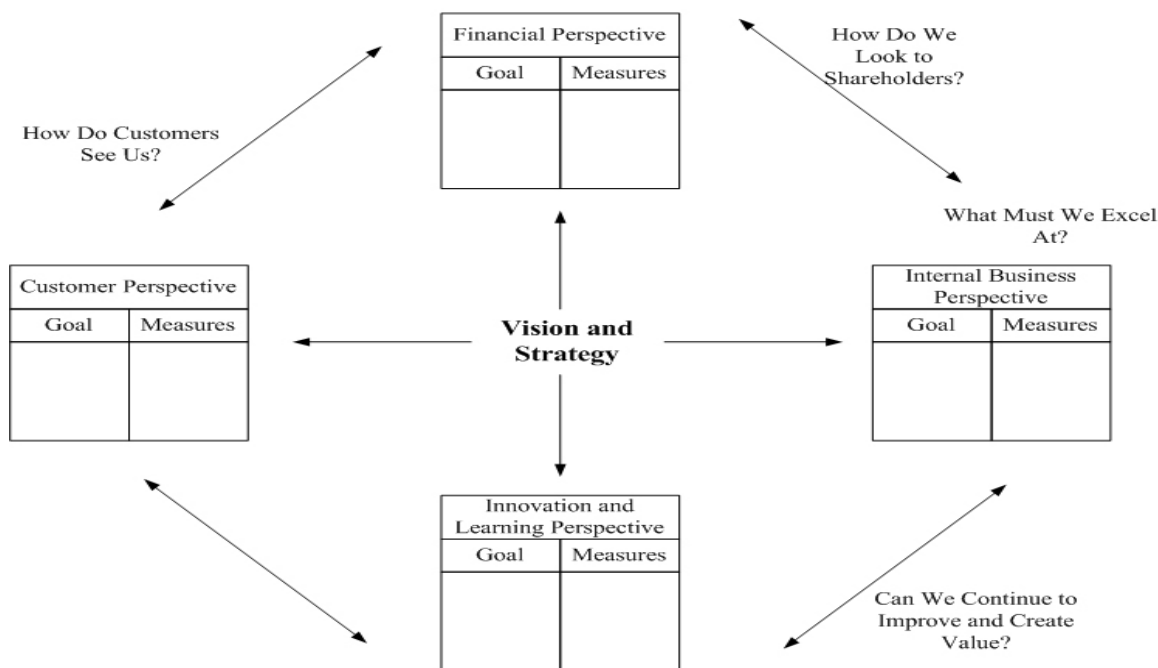 Financial Perspective
Goal
Measures
How Do We
Look to
Shareholders?
How Do Customers
See Us?
What Must We Excel
At?
Customer Perspective
Goal
Measures
Vision and
Strategy
Internal Business
Perspective
Goal
Measures
Innovation and
Learning Perspective
Goal
Measures
Can We Continue to
Improve and Create
Value?